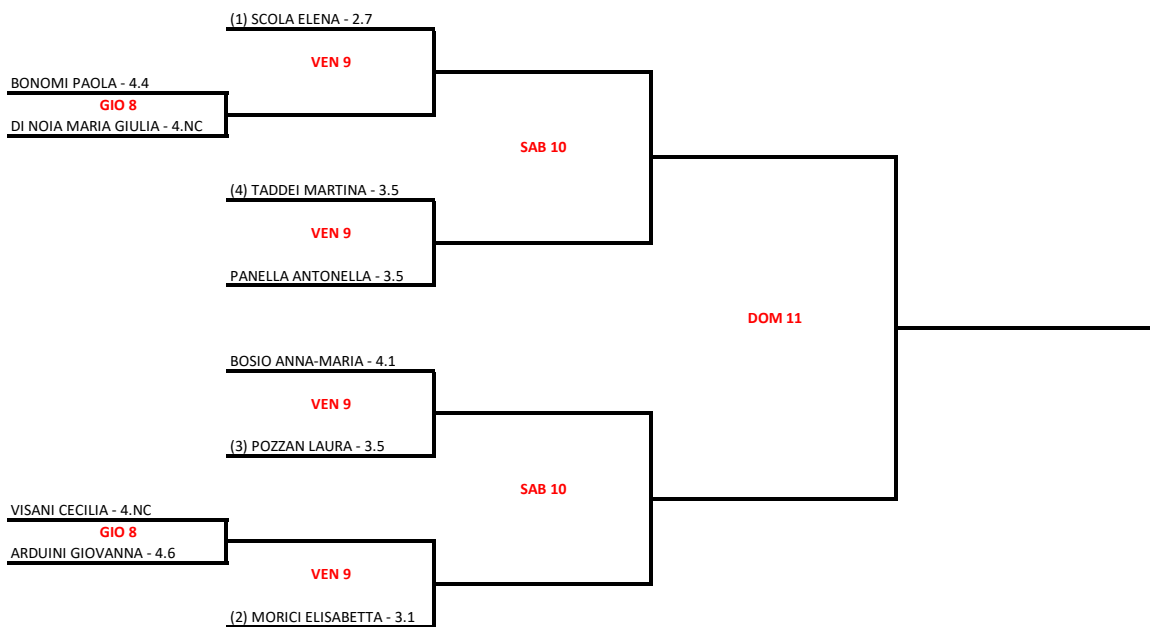 (1) SCOLA ELENA - 2.7
VEN 9
BONOMI PAOLA - 4.4
GIO 8
DI NOIA MARIA GIULIA - 4.NC
SAB 10
(4) TADDEI MARTINA - 3.5
VEN 9
PANELLA ANTONELLA - 3.5
DOM 11
BOSIO ANNA-MARIA - 4.1
VEN 9
(3) POZZAN LAURA - 3.5
SAB 10
VISANI CECILIA - 4.NC
GIO 8
ARDUINI GIOVANNA - 4.6
VEN 9
(2) MORICI ELISABETTA - 3.1